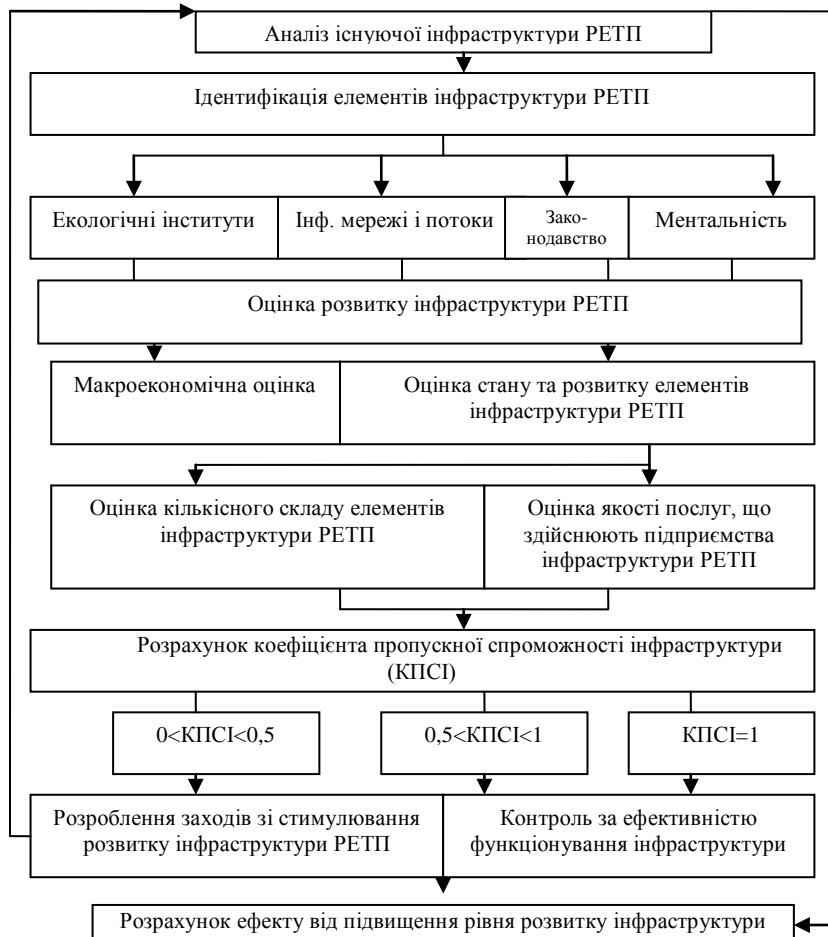 Аналіз існуючої інфраструктури РЕТП
Ідентифікація елементів інфраструктури РЕТП
Екологічні інститути
Інф. мережі і потоки
Зако-
нодавство
Ментальність
Оцінка розвитку інфраструктури РЕТП
Макроекономічна оцінка
Оцінка стану та розвитку елементів
інфраструктури РЕТП
Оцінка кількісного складу елементів
інфраструктури РЕТП
Оцінка якості послуг, що
здійснюють підприємства
інфраструктури РЕТП
Розрахунок коефіцієнта пропускної спроможності інфраструктури
(КПСІ)
0<КПСІ<0,5
0,5<КПСІ<1
КПСІ=1
Розроблення заходів зі стимулювання
розвитку інфраструктури РЕТП
Контроль за ефективністю
функціонування інфраструктури
Розрахунок ефекту від підвищення рівня розвитку інфраструктури